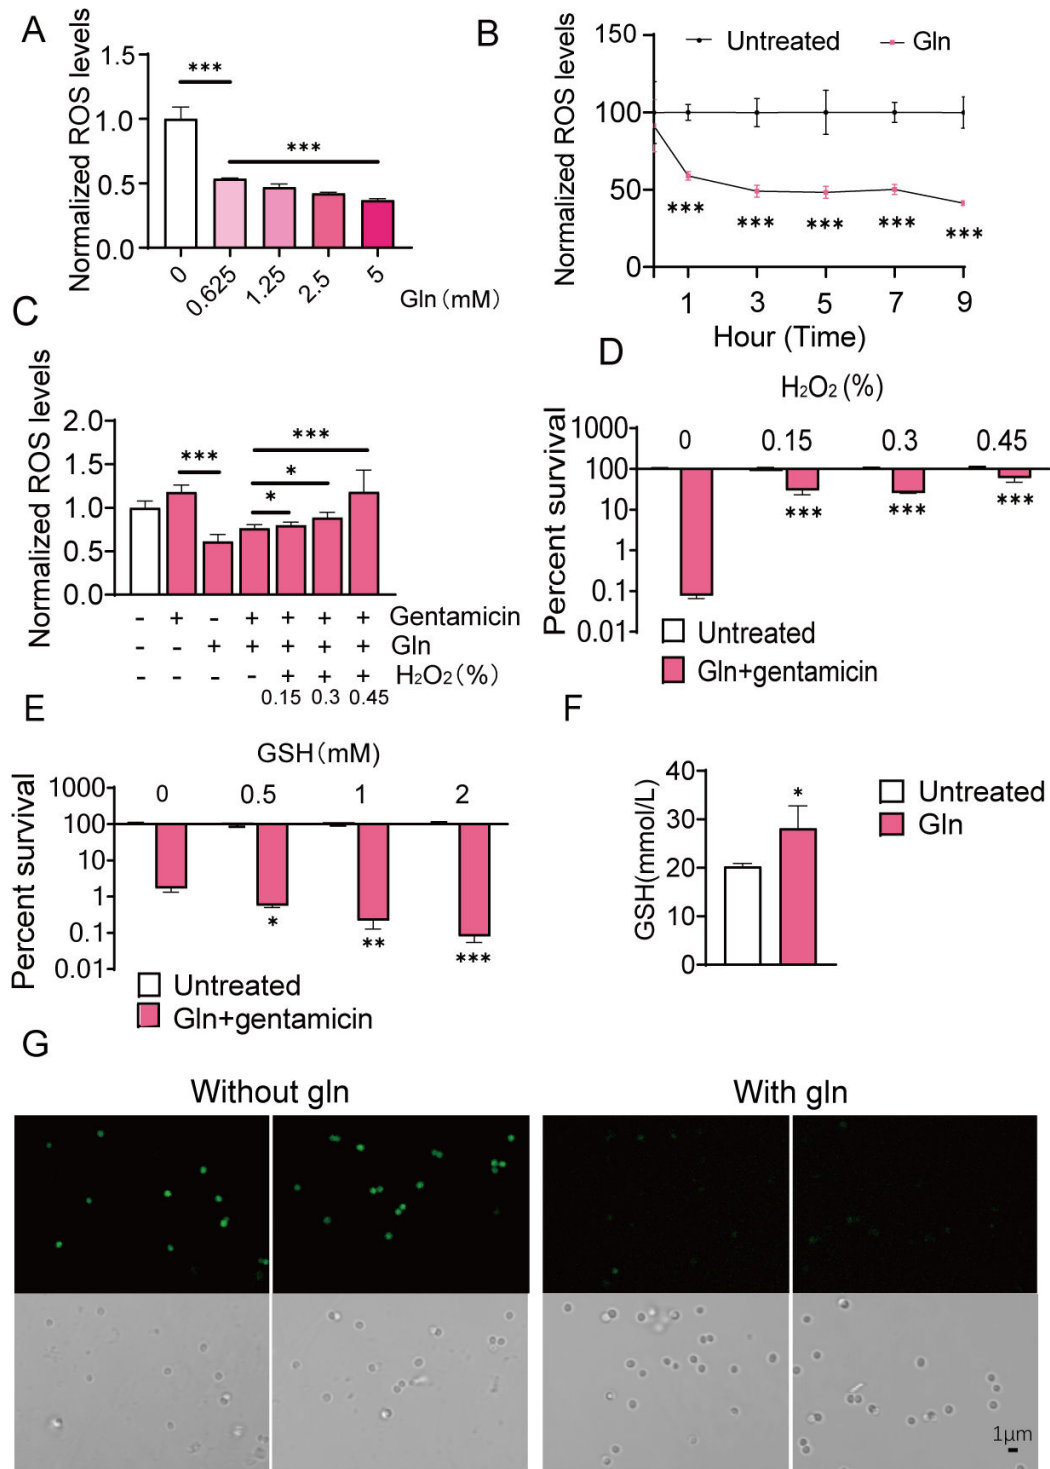 A
Normalized ROS levels
1.5
1.0
0.5
0.0
***
***
0
0.625
1.25
2.5
5
Gln (mM)
B
Normalized ROS levels
150
100
50
0
Untreated
Gln
***
***
***
***
***
1
3
5
7
9
Hour (Time)
C
Normalized ROS levels
2.0
1.5
1.0
0.5
0.0
***
***
*
*
- + - + + + + Gentamicin
- - + + + + + Gln
- - - - + + + H₂O₂(%)
0.15 0.3 0.45
D
H₂O₂(%)
Percent survival
1000
100
10
1
0.1
0.01
0 0.15 0.3 0.45
*** *** ***
Untreated
Gln+gentamicin
E
GSH(mM)
Percent survival
1000
100
10
1
0.1
0.01
0 0.5 1 2
*
**
***
Untreated
Gln+gentamicin
F
GSH(mmol/L)
40
30
20
10
0
*
Untreated
Gln
G
Without gln
With gln
1μm